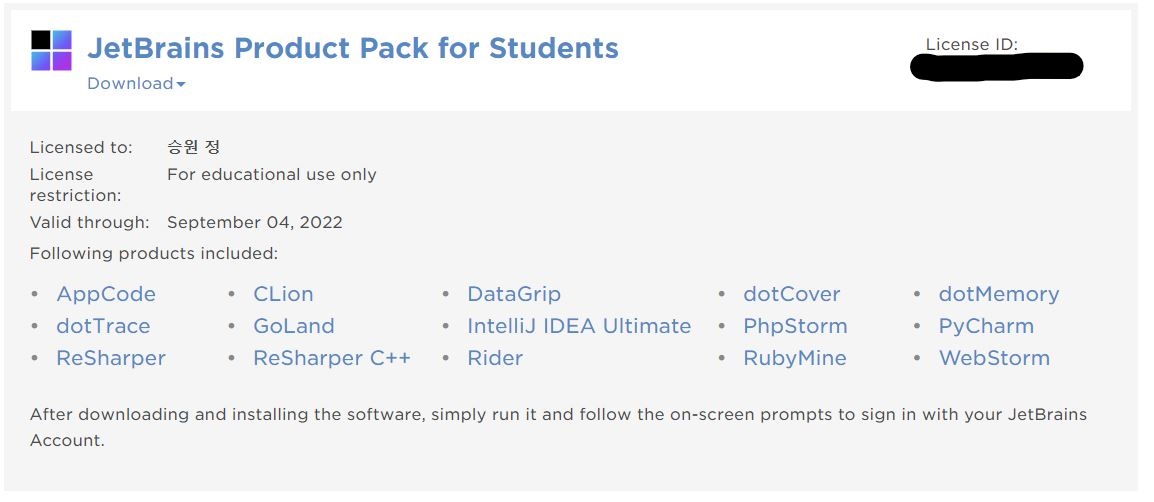 JetBrains Product Pack for Students
Download
License ID:
Licensed to: 승원 정
License restriction: For educational use only
Valid through: September 04, 2022
Following products included:
• AppCode • CLion • DataGrip • dotCover • dotMemory
• dotTrace • GoLand • IntelliJ IDEA Ultimate • PhpStorm • PyCharm
• ReSharper • ReSharper C++ • Rider • RubyMine • WebStorm
After downloading and installing the software, simply run it and follow the on-screen prompts to sign in with your JetBrains
Account.